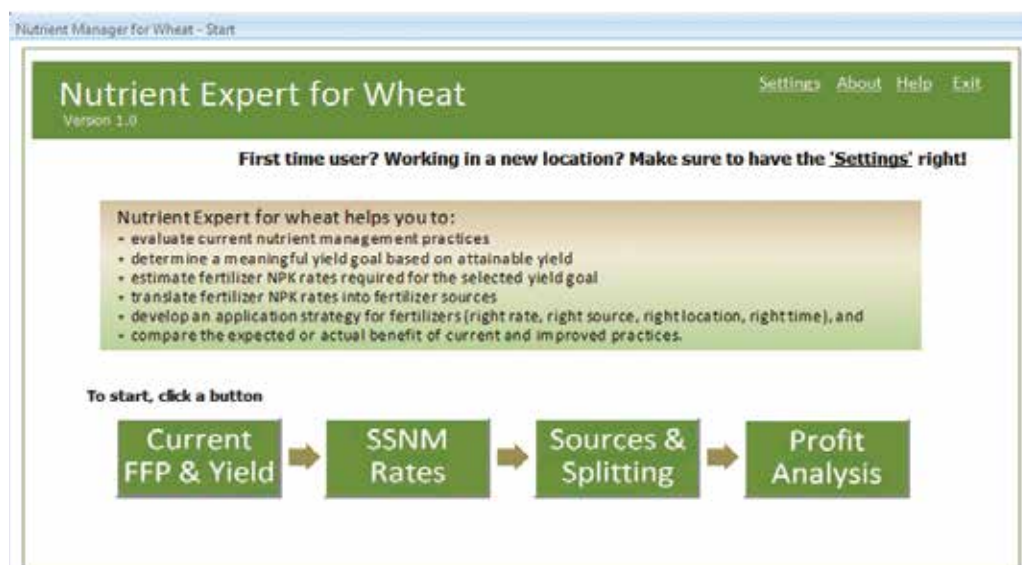 Nutrient Manager for Wheat - Start
Nutrient Expert for Wheat
Settings About Help Exit
Version 1.0
First time user? Working in a new location? Make sure to have the 'Settings' right!
Nutrient Expert for wheat helps you to:
• evaluate current nutrient management practices
• determine a meaningful yield goal based on attainable yield
• estimate fertilizer NPK rates required for the selected yield goal
• translate fertilizer NPK rates into fertilizer sources
• develop an application strategy for fertilizers (right rate, right source, right location, right time), and
• compare the expected or actual benefit of current and improved practices.
To start, click a button
Current
FFP & Yield
SSNM
Rates
Sources &
Splitting
Profit
Analysis